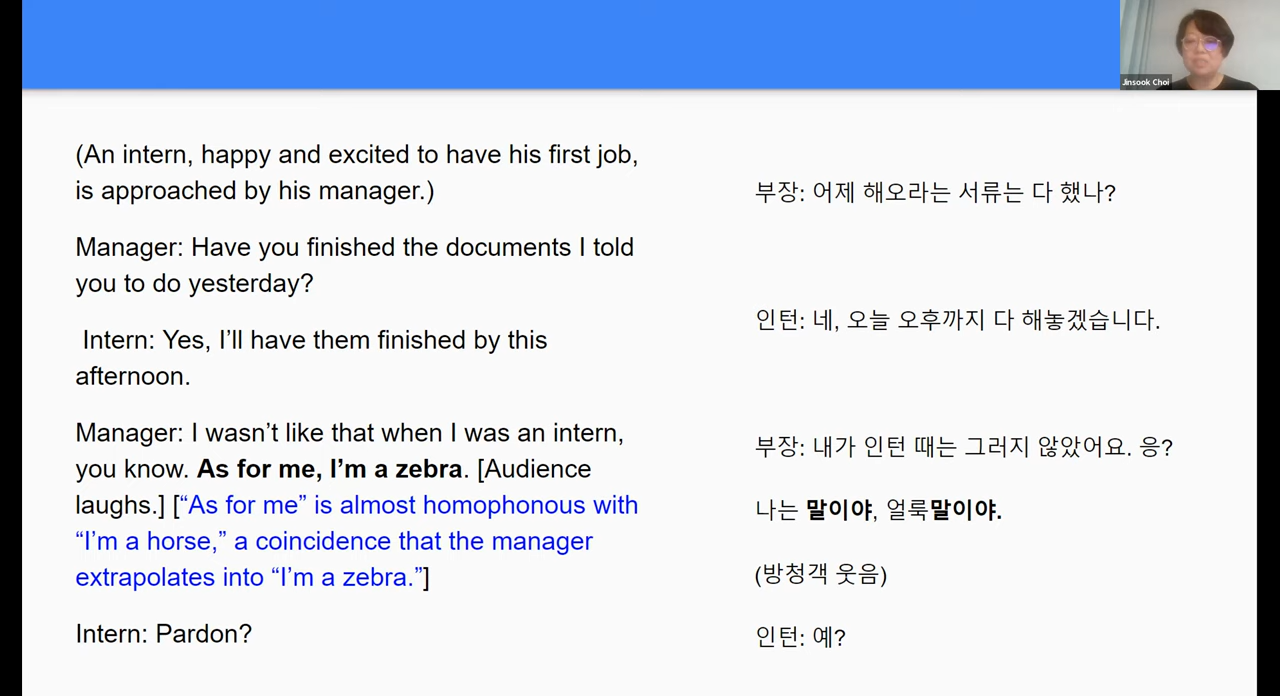 Jinsook Choi
(An intern, happy and excited to have his first job,
is approached by his manager.)
Manager: Have you finished the documents I told
you to do yesterday?
Intern: Yes, I’ll have them finished by this
afternoon.
Manager: I wasn’t like that when I was an intern,
you know. As for me, I’m a zebra. [Audience
laughs.] [“As for me” is almost homophonous with
“I’m a horse,” a coincidence that the manager
extrapolates into “I’m a zebra.”]
Intern: Pardon?
부장: 어제 해오라는 서류는 다 했나?
인턴: 네, 오늘 오후까지 다 해놓겠습니다.
부장: 내가 인턴 때는 그러지 않았어요. 응?
나는 말이야, 얼룩말이야.
(방청객 웃음)
인턴: 예?